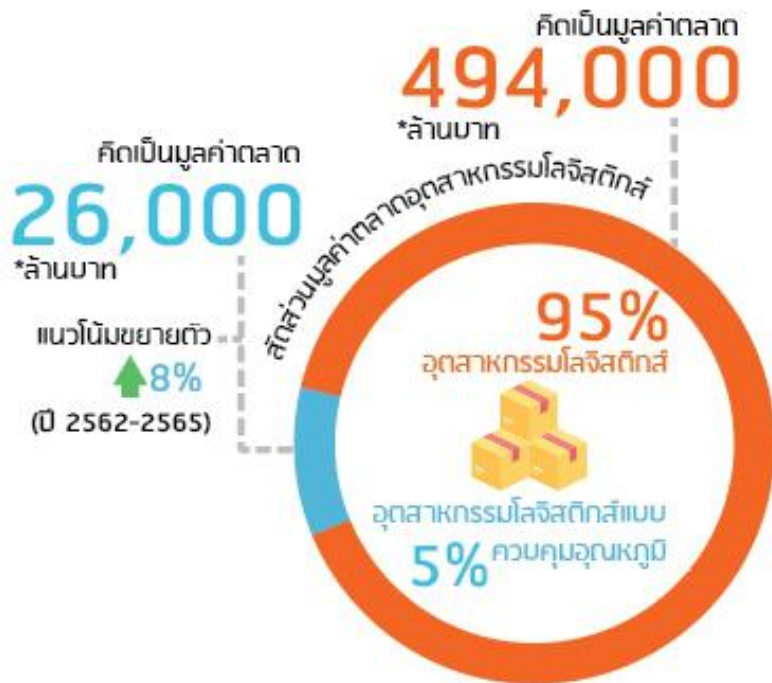 คิดเป็นมูลค่าตลาด
494,000
*ล้านบาท
คิดเป็นมูลค่าตลาด
26,000
*ล้านบาท
แนวโน้มขยายตัว
8%
(ปี 2562-2565)
สัดส่วนมูลค่าตลาดอุตสาหกรรมโลจิสติกส์
95%
อุตสาหกรรมโลจิสติกส์
อุตสาหกรรมโลจิสติกส์แบบ
5% ควบคุมอุณหภูมิ